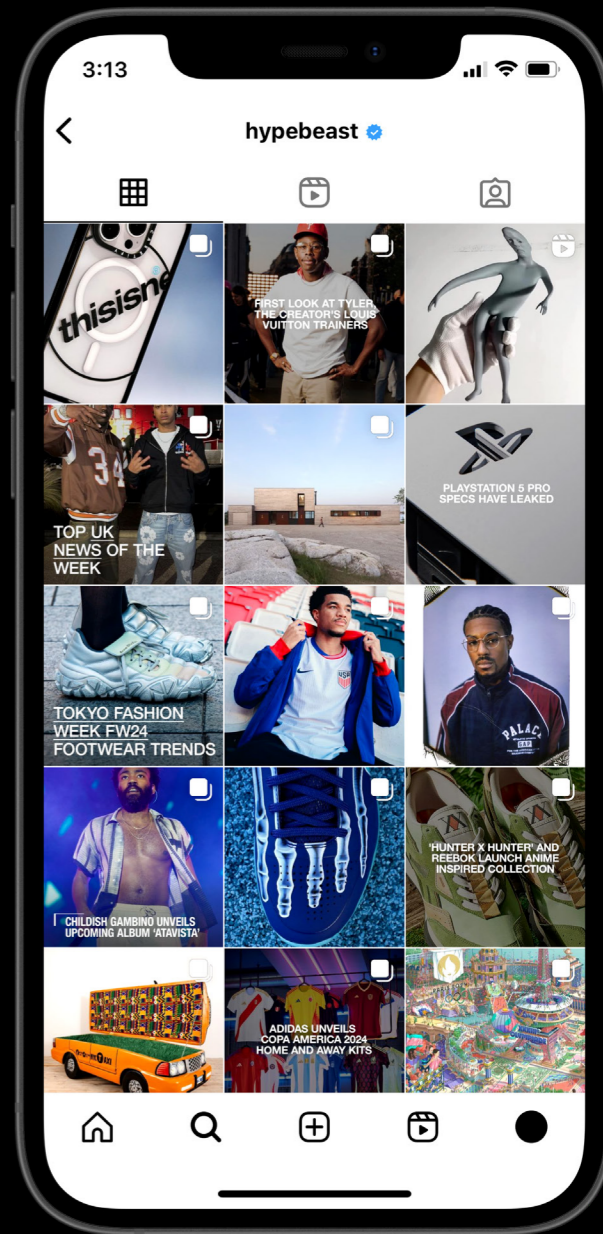 3:13
hypebeast
thisisne
FIRST LOOK AT TYLER,
THE CREATOR'S LOUIS
VUITTON TRAINERS
34
TOP UK
NEWS OF THE
WEEK
PLAYSTATION 5 PRO
SPECS HAVE LEAKED
TOKYO FASHION
WEEK FW24
FOOTWEAR TRENDS
USA
PALACE
GAP
CHILDISH GAMBINO UNVEILS
UPCOMING ALBUM 'ATAVISTA'
'HUNTER X HUNTER' AND
REEBOK LAUNCH ANIME
INSPIRED COLLECTION
ADIDAS UNVEILS
COPA AMERICA 2024
HOME AND AWAY KITS